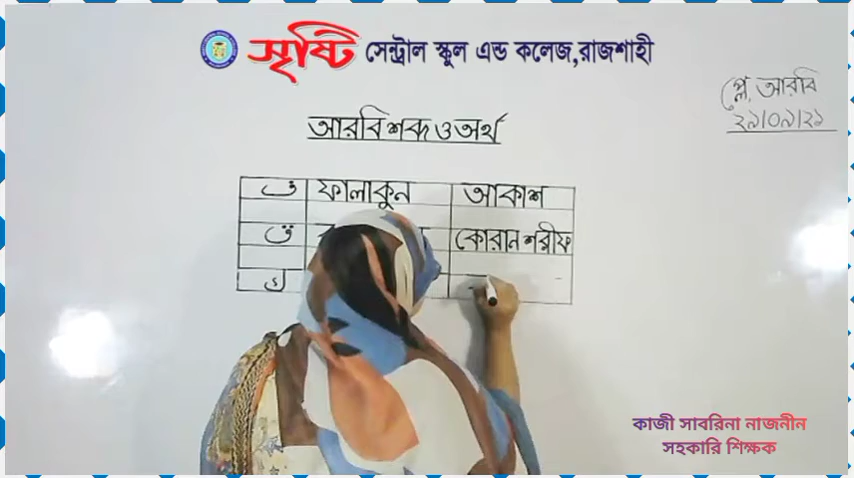 সৃষ্টি সেন্ট্রাল স্কুল এন্ড কলেজ,রাজশাহী
প্লে, আরবি
২৯/০৯/২১
আরবি শব্দ ও অর্থ
ف ফালাকুন আকাশ
ق কোরান শরীফ
ك
কাজী সাবরিনা নাজনীন
সহকারি শিক্ষক